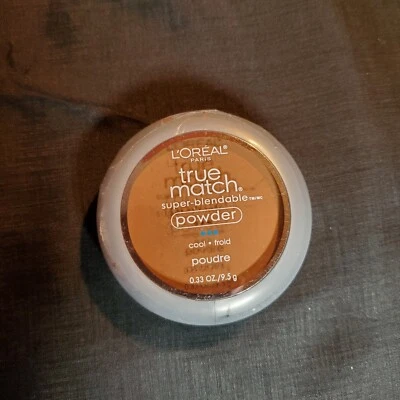 L'ORÉAL
PARIS
true
match®
super-blendable
powder
cool • froid
poudre
0.33 OZ./9.5 g